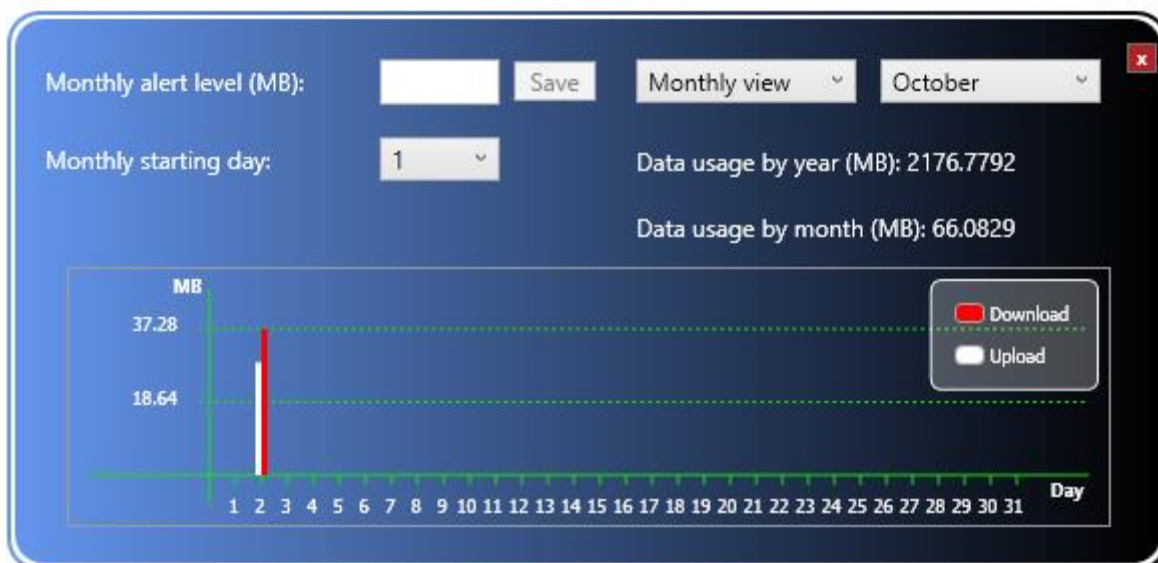 Monthly alert level (MB): Save Monthly view October x
Monthly starting day: 1 Data usage by year (MB): 2176.7792
Data usage by month (MB): 66.0829
MB
37.28
Download
Upload
18.64
Day
1 2 3 4 5 6 7 8 9 10 11 12 13 14 15 16 17 18 19 20 21 22 23 24 25 26 27 28 29 30 31